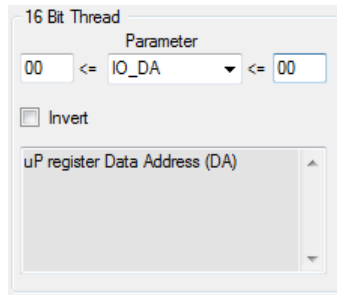 16 Bit Thread
Parameter
00 <= IO_DA <= 00
Invert
uP register Data Address (DA)